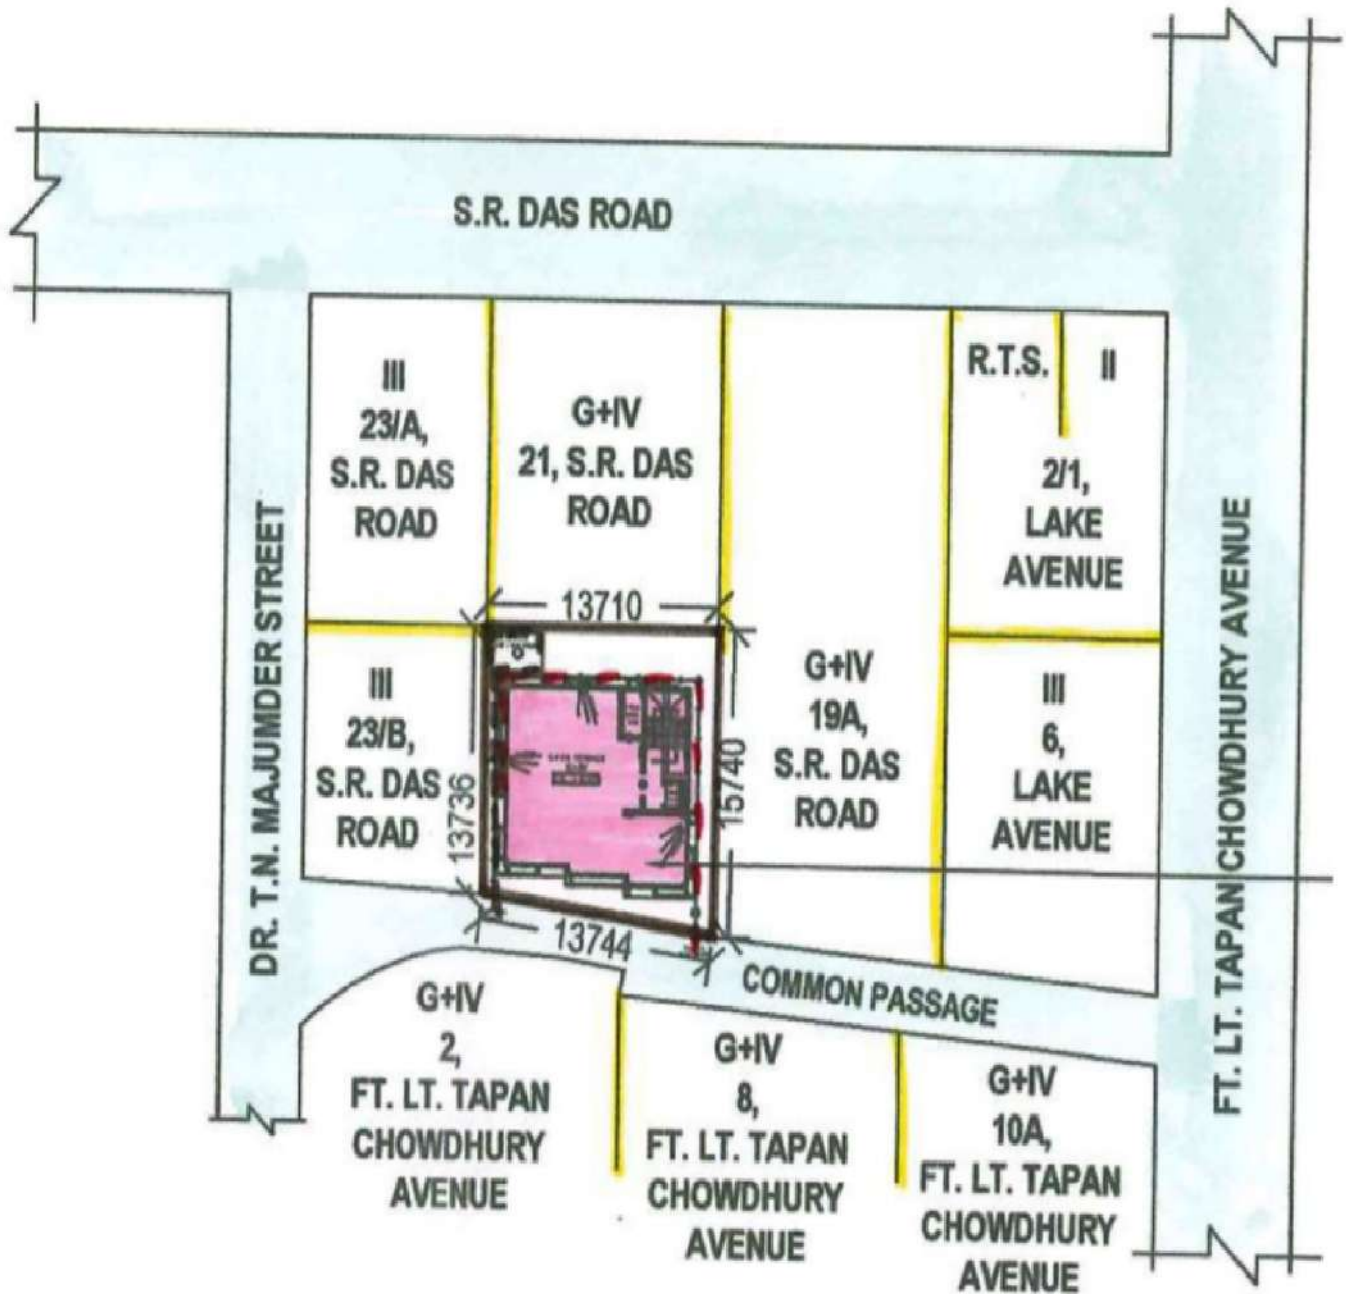 S.R. DAS ROAD
DR. T.N. MAJUMDER STREET
III
23/A,
S.R. DAS
ROAD
G+IV
21, S.R. DAS
ROAD
R.T.S.
II
2/1,
LAKE
AVENUE
FT. LT. TAPAN CHOWDHURY AVENUE
13710
III
23/B,
S.R. DAS
ROAD
13736
15740
G+IV
19A,
S.R. DAS
ROAD
III
6,
LAKE
AVENUE
13744
COMMON PASSAGE
G+IV
2,
FT. LT. TAPAN
CHOWDHURY
AVENUE
G+IV
8,
FT. LT. TAPAN
CHOWDHURY
AVENUE
G+IV
10A,
FT. LT. TAPAN
CHOWDHURY
AVENUE